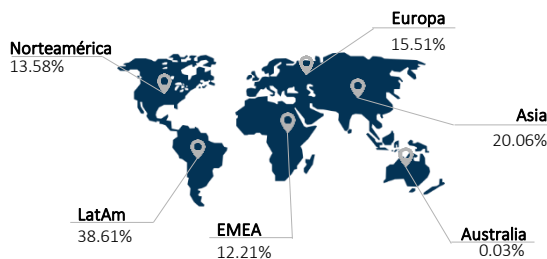 Europa
15.51%
Norteamérica
13.58%
Asia
20.06%
LatAm
38.61%
EMEA
12.21%
Australia
0.03%